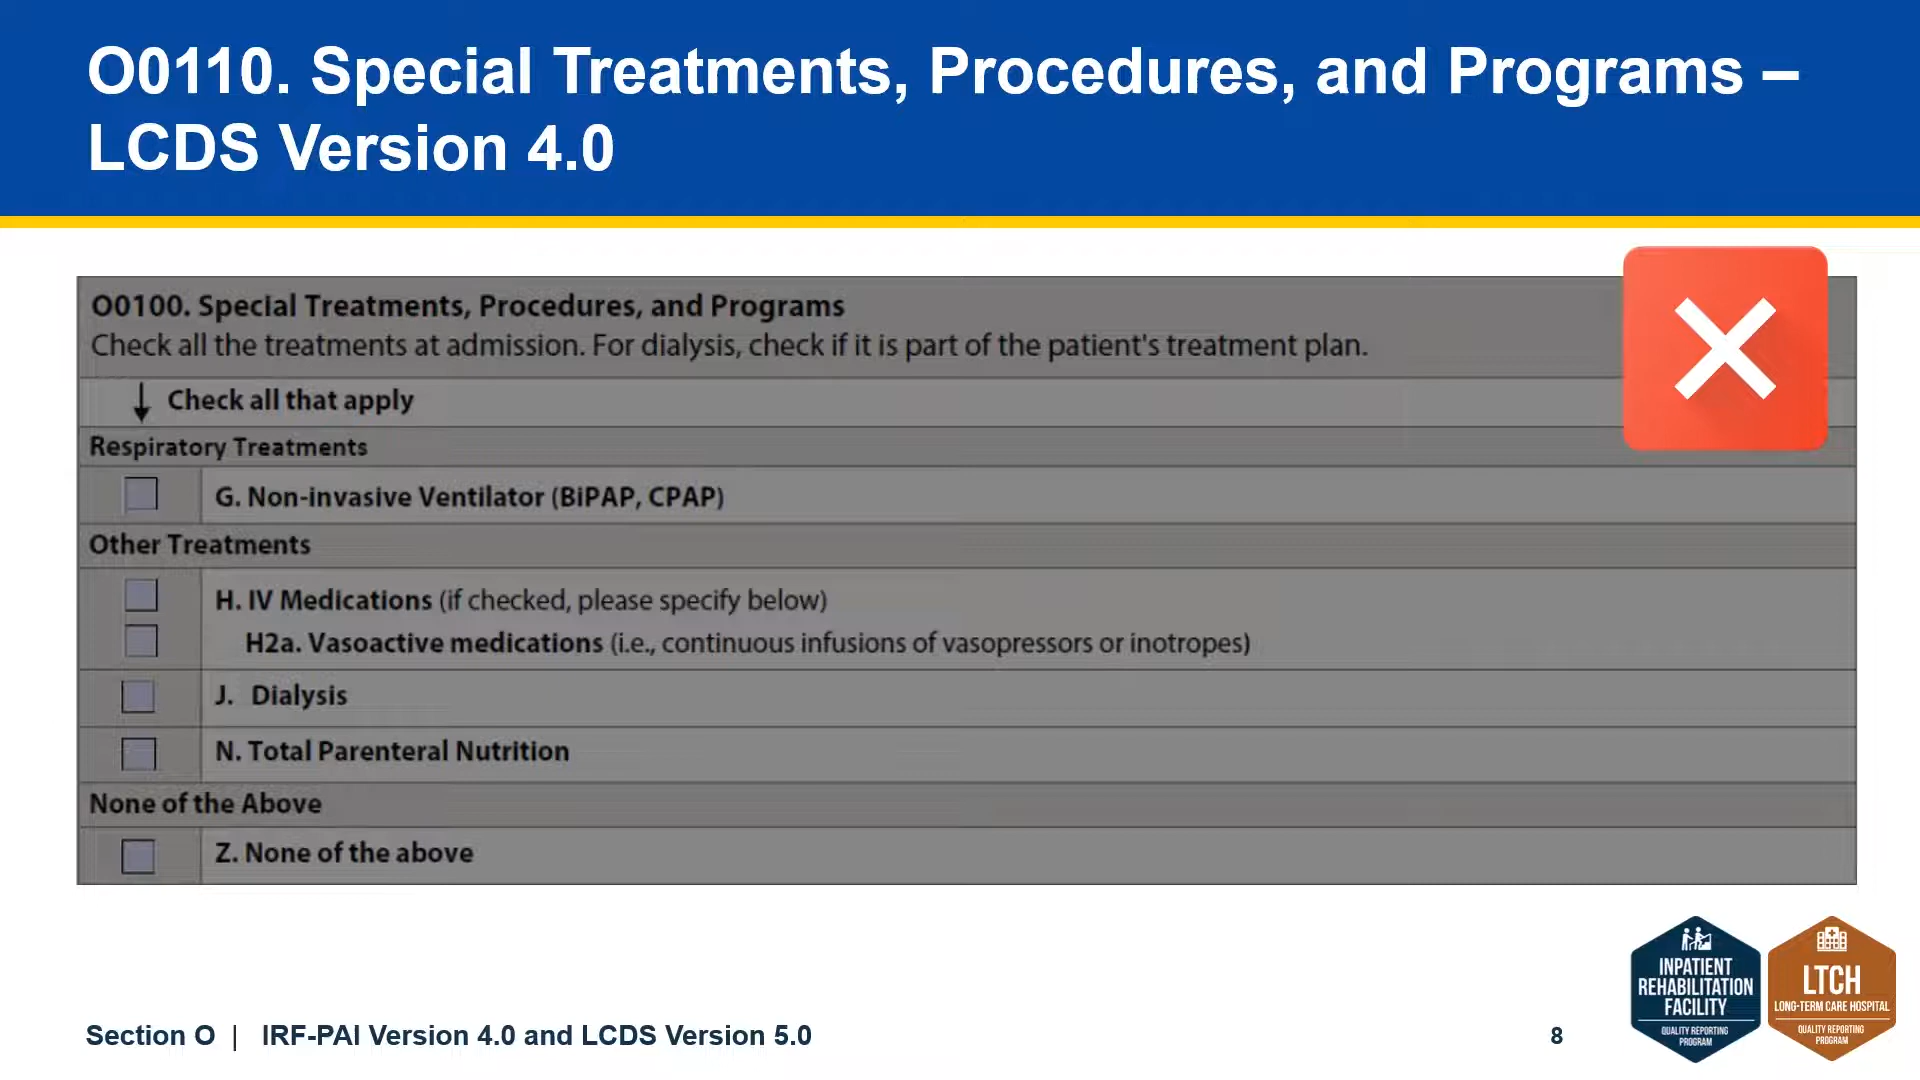 O0110. Special Treatments, Procedures, and Programs –
LCDS Version 4.0
O0100. Special Treatments, Procedures, and Programs
Check all the treatments at admission. For dialysis, check if it is part of the patient's treatment plan.
Check all that apply
Respiratory Treatments
G. Non-invasive Ventilator (BiPAP, CPAP)
Other Treatments
H. IV Medications (if checked, please specify below)
H2a. Vasoactive medications (i.e., continuous infusions of vasopressors or inotropes)
J. Dialysis
N. Total Parenteral Nutrition
None of the Above
Z. None of the above
Section O | IRF-PAI Version 4.0 and LCDS Version 5.0
8
INPATIENT
REHABILITATION
FACILITY
QUALITY REPORTING
PROGRAM
LTCH
LONG-TERM CARE HOSPITAL
QUALITY REPORTING
PROGRAM